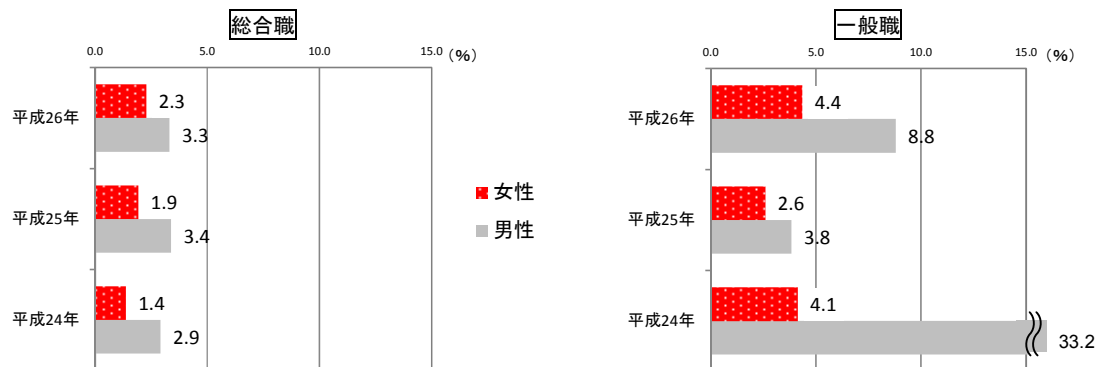 総合職
0.0 5.0 10.0 15.0 (%)
平成26年 2.3
3.3
平成25年 1.9
3.4
平成24年 1.4
2.9
女性
男性
一般職
0.0 5.0 10.0 15.0 (%)
平成26年 4.4
8.8
平成25年 2.6
3.8
平成24年 4.1
33.2